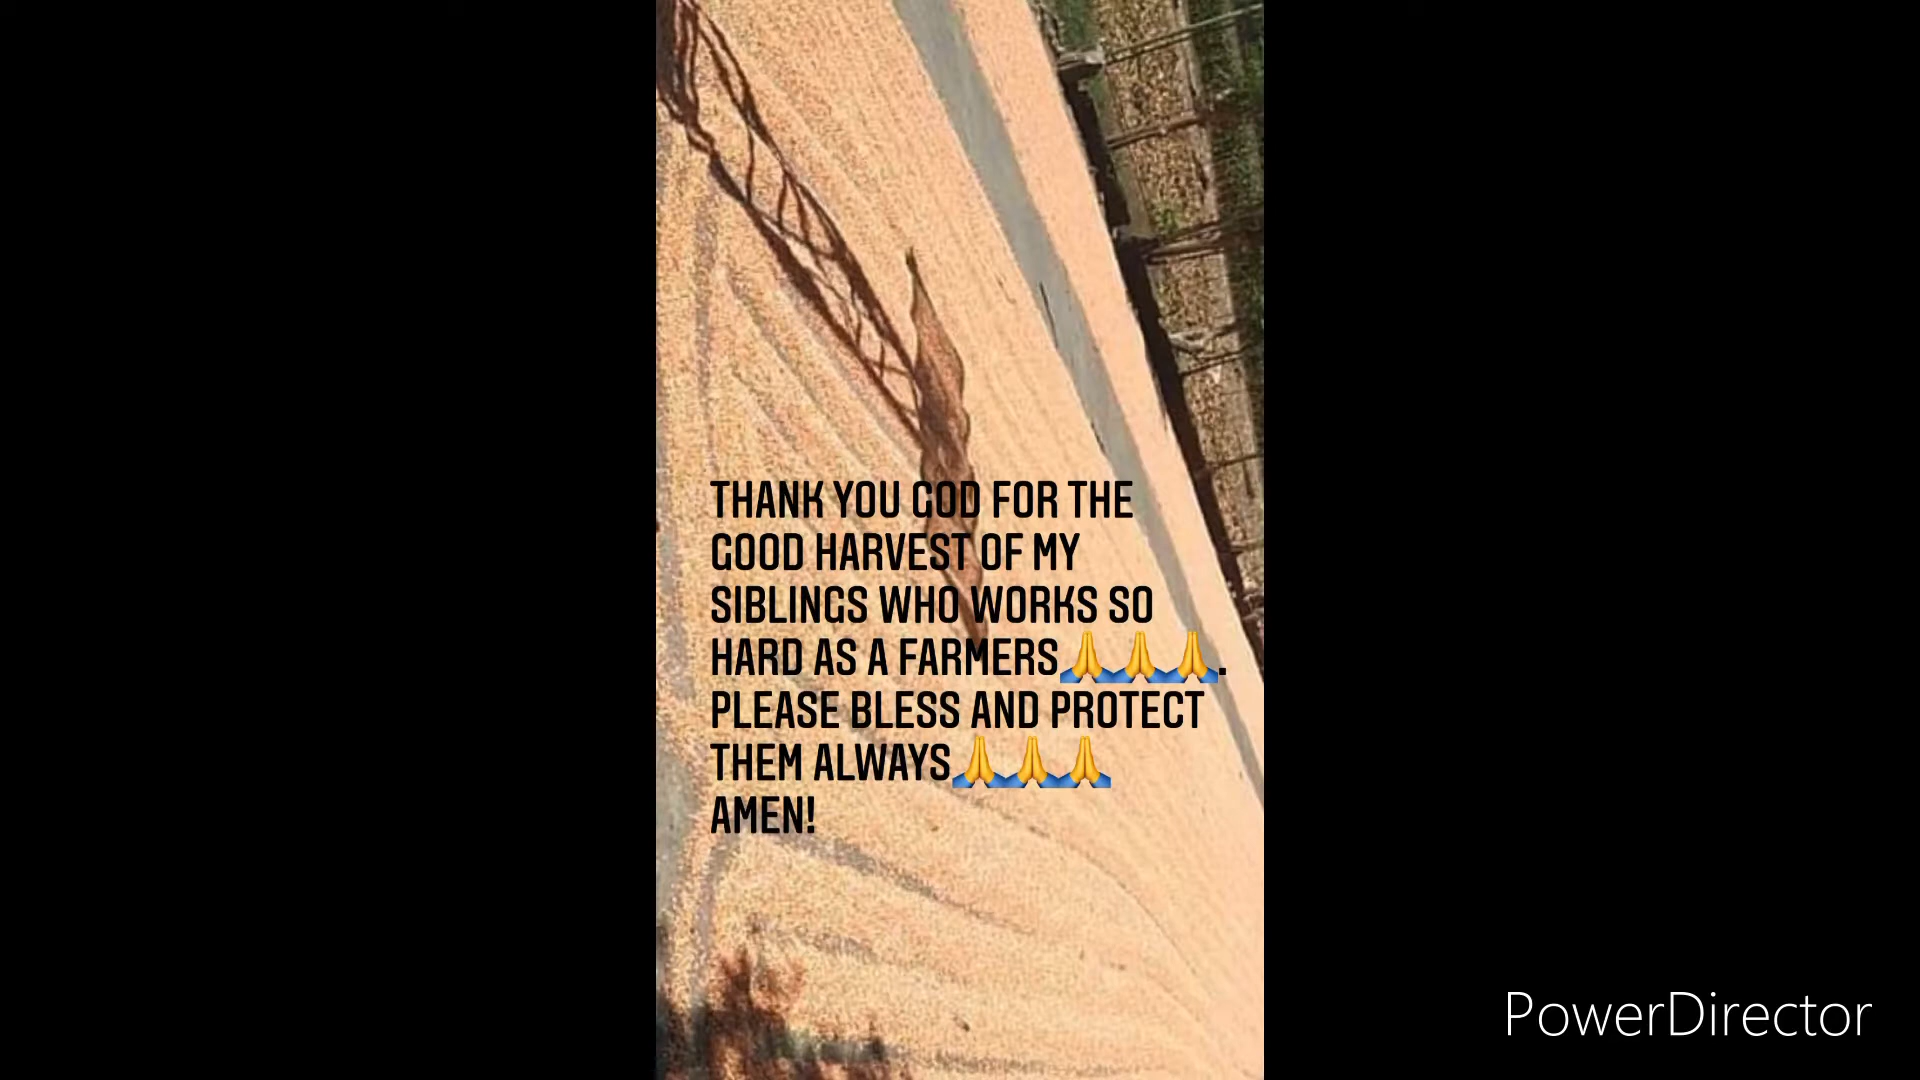 THANK YOU GOD FOR THE
GOOD HARVEST OF MY
SIBLINGS WHO WORKS SO
HARD AS A FARMERS🙏🙏🙏.
PLEASE BLESS AND PROTECT
THEM ALWAYS🙏🙏🙏
AMEN!
PowerDirector